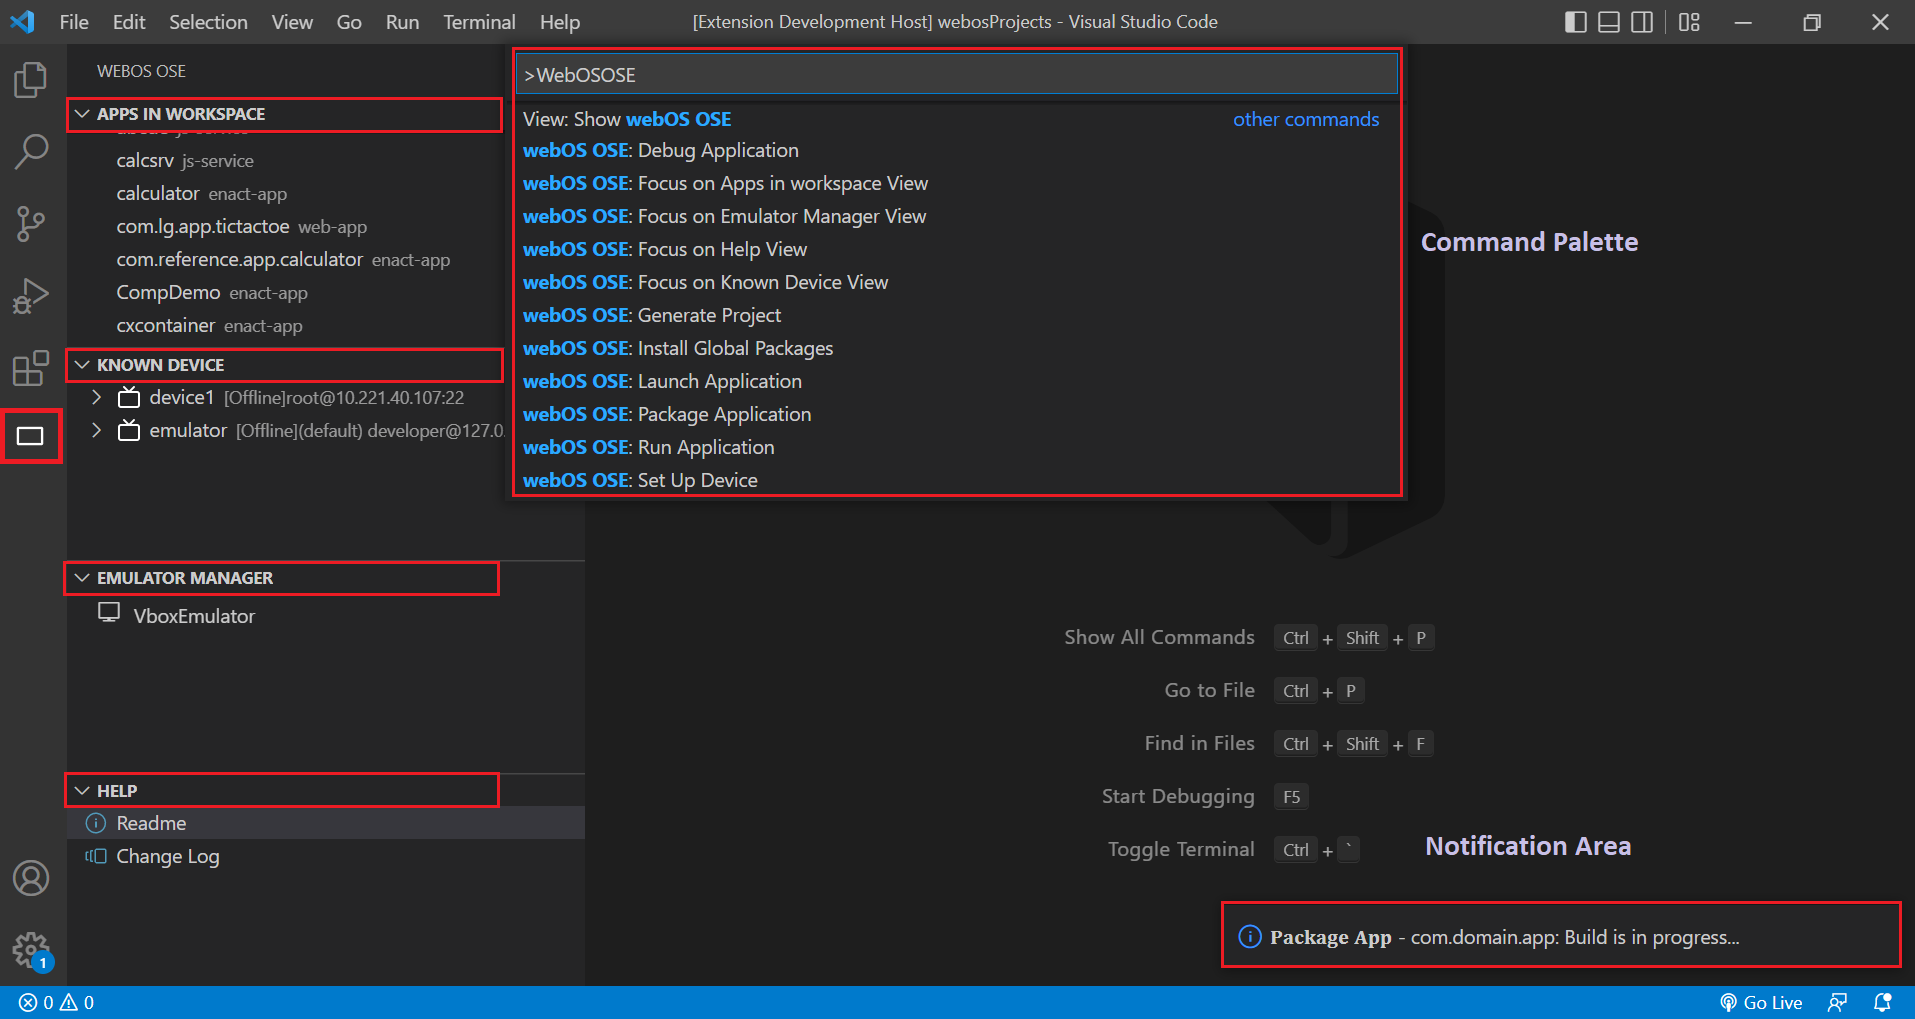 File Edit Selection View Go Run Terminal Help
[Extension Development Host] webosProjects - Visual Studio Code
WEBOS OSE
APPS IN WORKSPACE
calcsrv js-service
calculator enact-app
com.lg.app.tictactoe web-app
com.reference.app.calculator enact-app
CompDemo enact-app
cxcontainer enact-app
KNOWN DEVICE
device1 [Offline]root@10.221.40.107:22
emulator [Offline](default) developer@127.0.
EMULATOR MANAGER
VboxEmulator
HELP
Readme
Change Log
>WebOSOSE
View: Show webOS OSE other commands
webOS OSE: Debug Application
webOS OSE: Focus on Apps in workspace View
webOS OSE: Focus on Emulator Manager View
webOS OSE: Focus on Help View
webOS OSE: Focus on Known Device View
webOS OSE: Generate Project
webOS OSE: Install Global Packages
webOS OSE: Launch Application
webOS OSE: Package Application
webOS OSE: Run Application
webOS OSE: Set Up Device
Command Palette
Show All Commands Ctrl + Shift + P
Go to File Ctrl + P
Find in Files Ctrl + Shift + F
Start Debugging F5
Toggle Terminal Ctrl + `
Notification Area
Package App - com.domain.app: Build is in progress...
1
0 0
Go Live